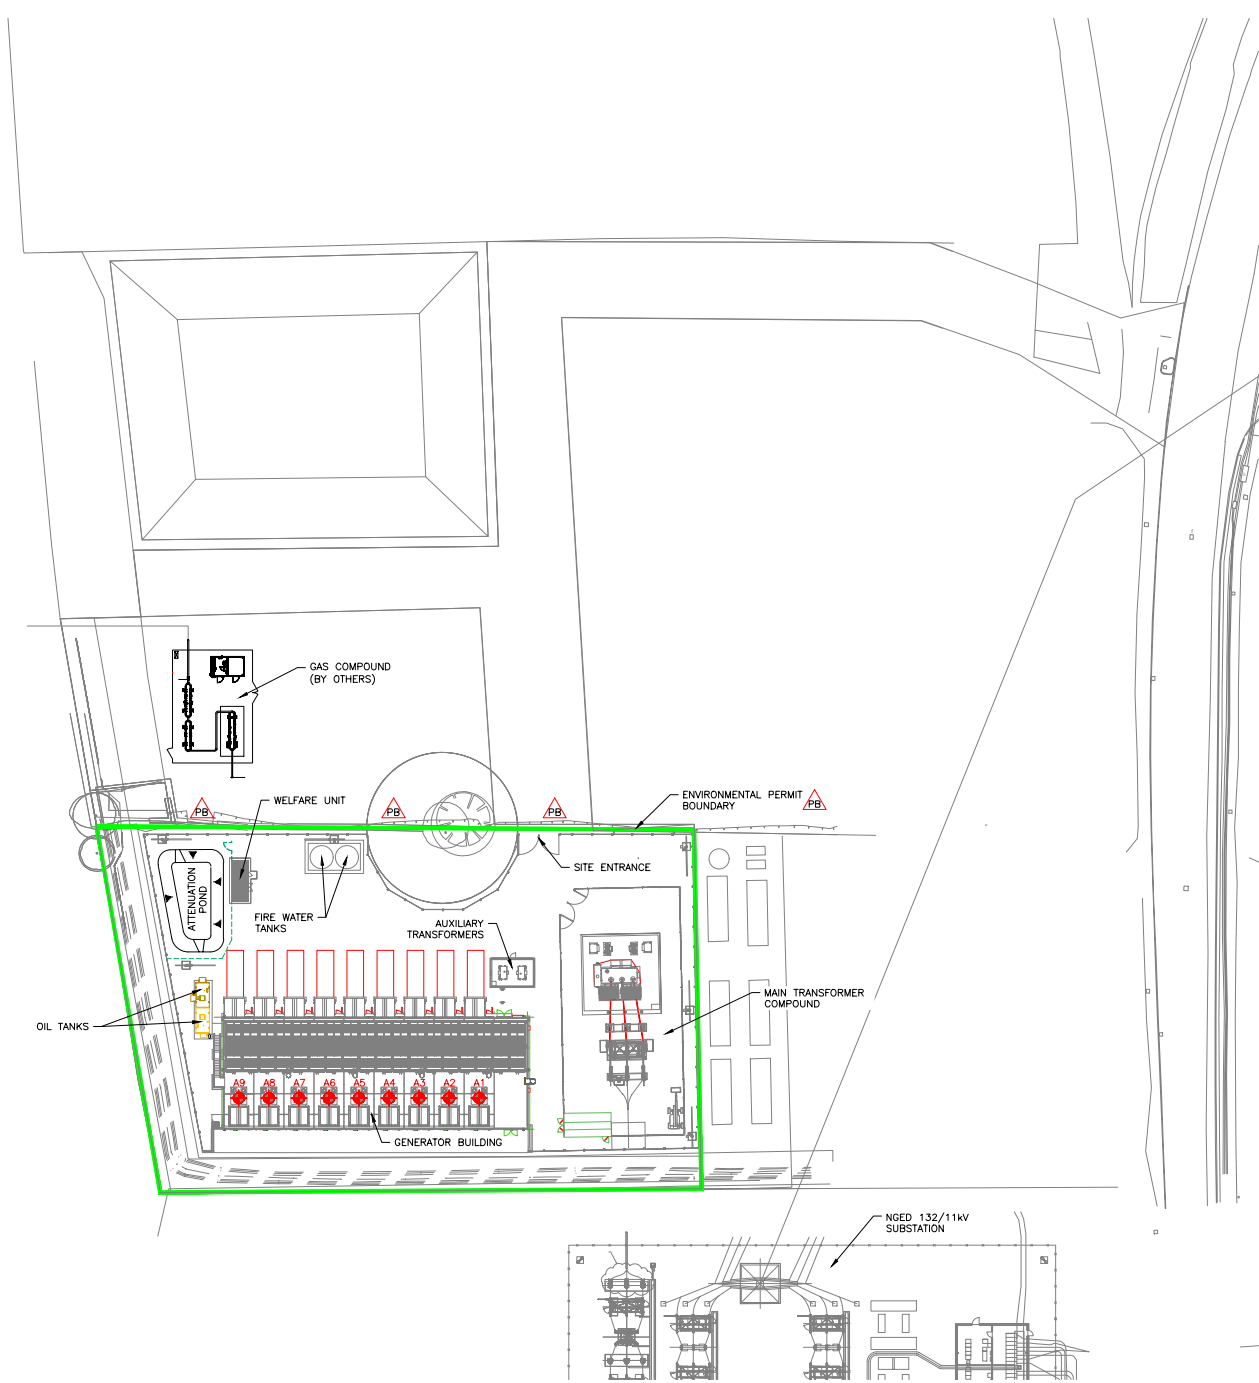 GAS COMPOUND
(BY OTHERS)
ENVIRONMENTAL PERMIT
BOUNDARY
PB
PB
PB
PB
WELFARE UNIT
SITE ENTRANCE
ATTENUATION
POND
FIRE WATER
TANKS
AUXILIARY
TRANSFORMERS
MAIN TRANSFORMER
COMPOUND
OIL TANKS
A9
A8
A7
A6
A5
A4
A3
A2
A1
GENERATOR BUILDING
NGED 132/11kV
SUBSTATION